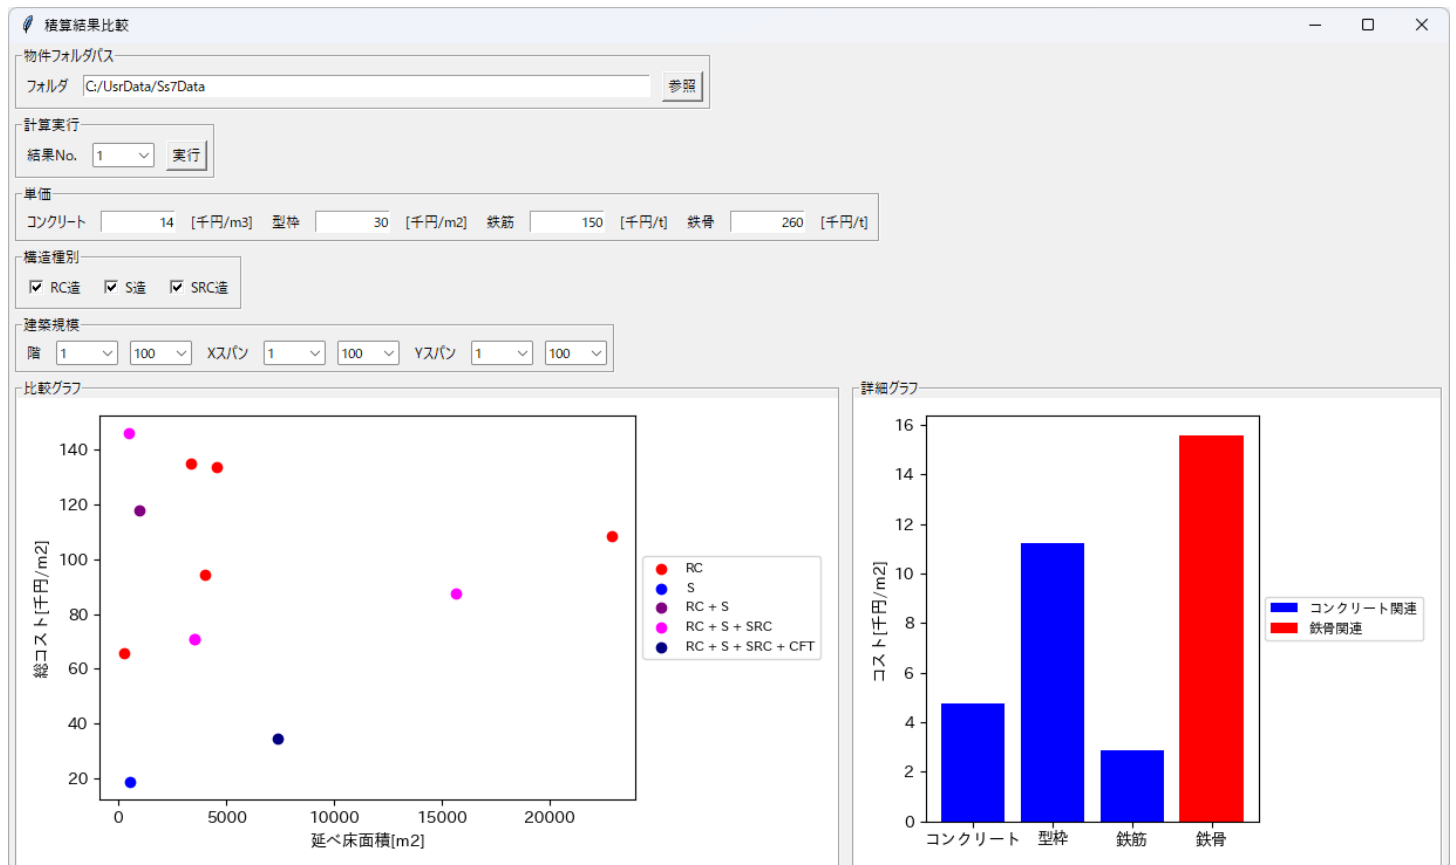 積算結果比較
物件フォルダパス
フォルダ C:/UsrData/Ss7Data 参照
計算実行
結果No. 1 実行
単価
コンクリート 14 [千円/m3] 型枠 30 [千円/m2] 鉄筋 150 [千円/t] 鉄骨 260 [千円/t]
構造種別
RC造 S造 SRC造
建築規模
階 1 100 Xスパン 1 100 Yスパン 1 100
比較グラフ
総コスト[千円/m2]
140
120
100
80
60
40
20
0 5000 10000 15000 20000
延べ床面積[m2]
RC
S
RC + S
RC + S + SRC
RC + S + SRC + CFT
詳細グラフ
コスト[千円/m2]
16
14
12
10
8
6
4
2
0
コンクリート 型枠 鉄筋 鉄骨
コンクリート関連
鉄骨関連